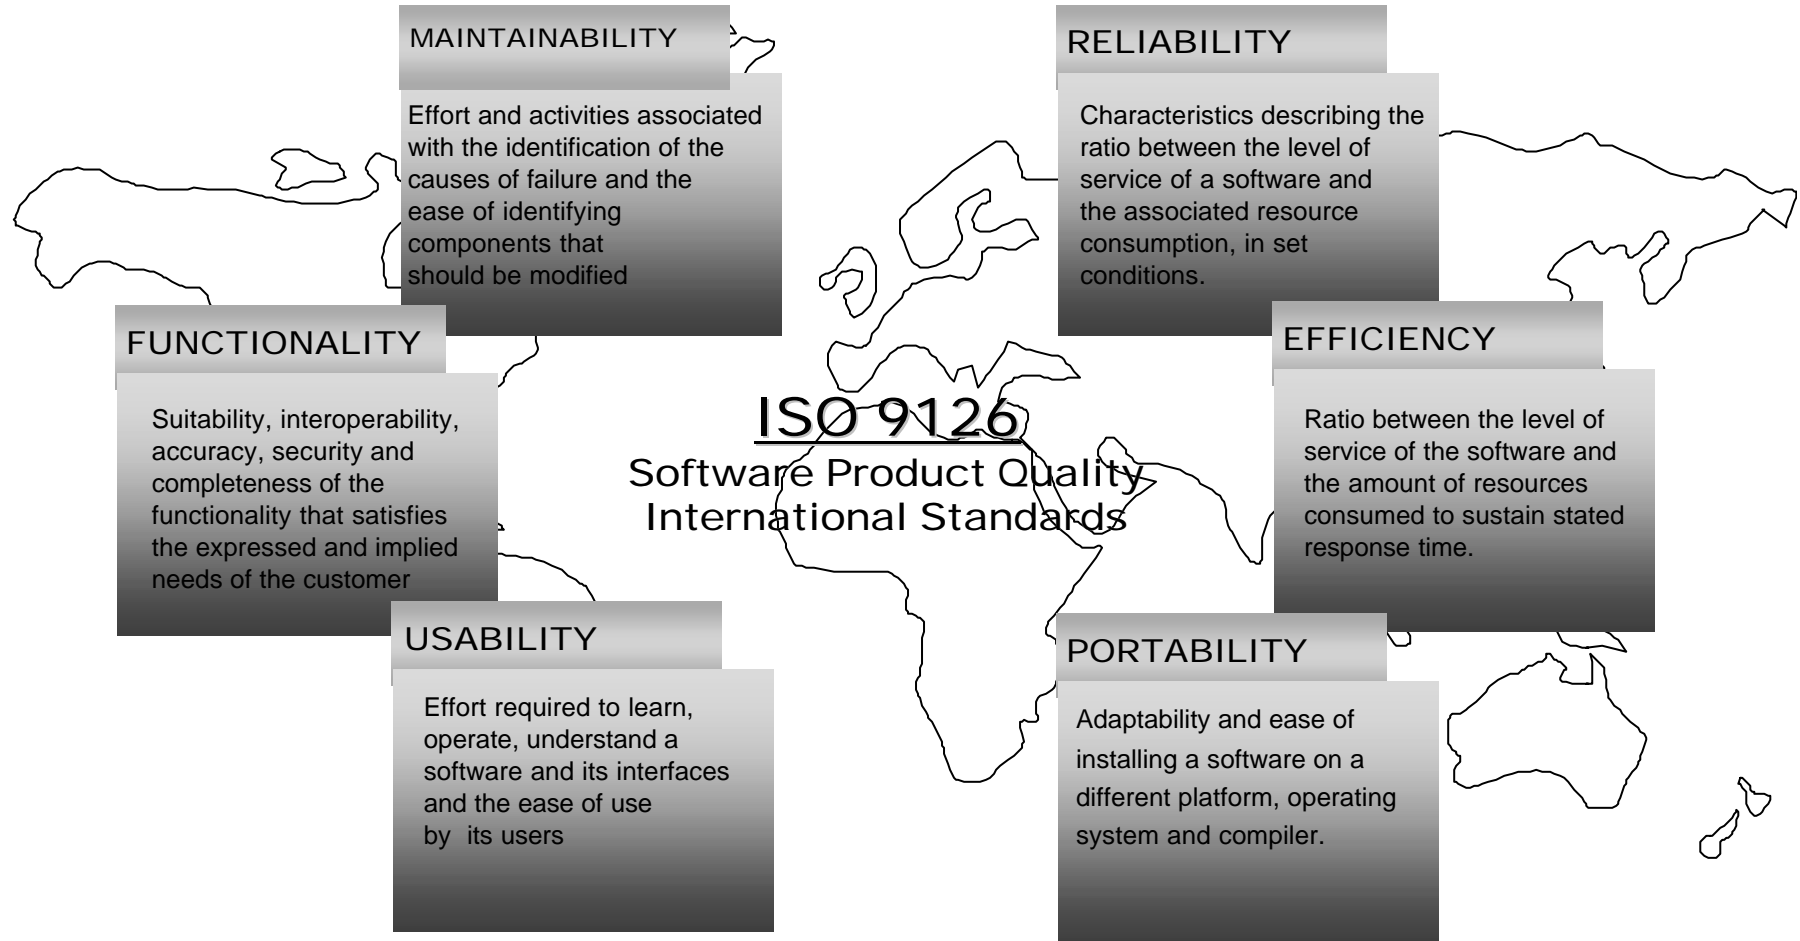 MAINTAINABILITY
Effort and activities associated
with the identification of the
causes of failure and the
ease of identifying
components that
should be modified
RELIABILITY
Characteristics describing the
ratio between the level of
service of a software and
the associated resource
consumption, in set
conditions.
FUNCTIONALITY
Suitability, interoperability,
accuracy, security and
completeness of the
functionality that satisfies
the expressed and implied
needs of the customer
ISO 9126
Software Product Quality
International Standards
EFFICIENCY
Ratio between the level of
service of the software and
the amount of resources
consumed to sustain stated
response time.
USABILITY
Effort required to learn,
operate, understand a
software and its interfaces
and the ease of use
by its users
PORTABILITY
Adaptability and ease of
installing a software on a
different platform, operating
system and compiler.